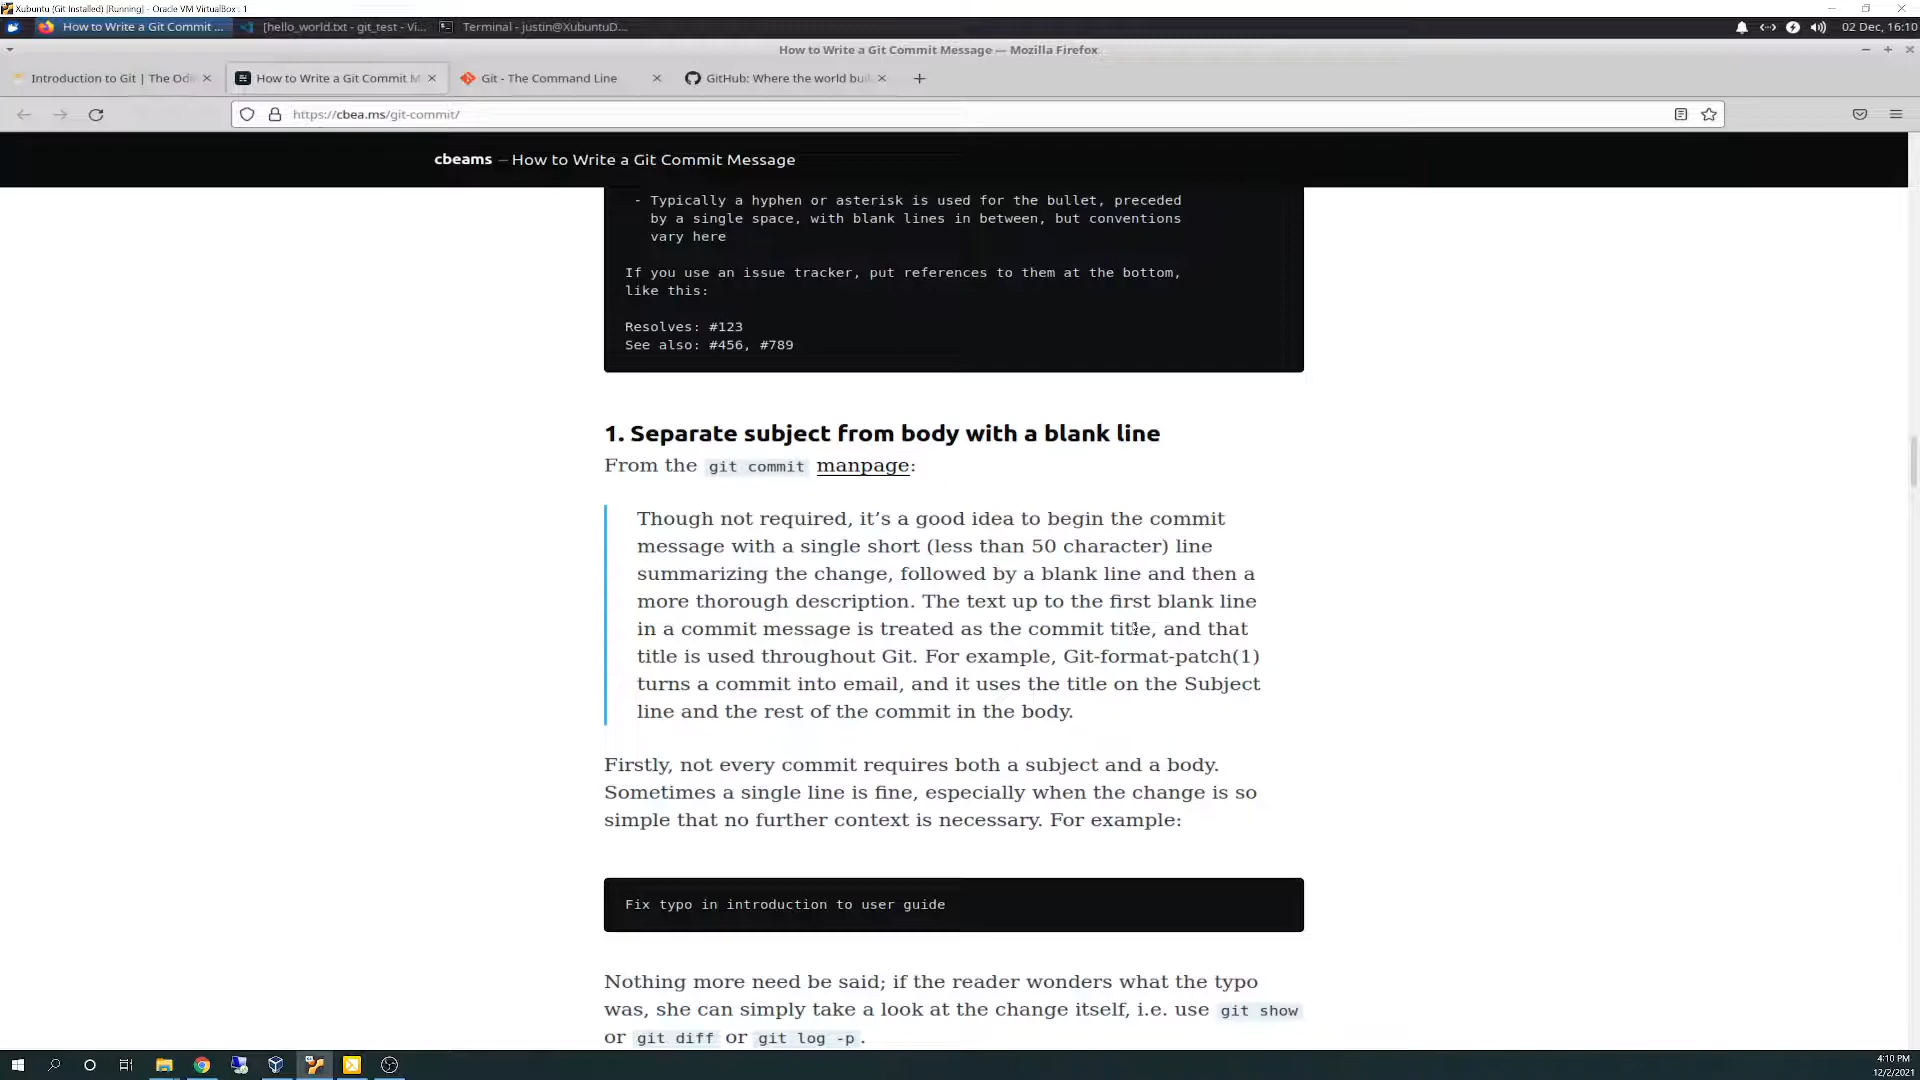 Xubuntu (Git Installed) [Running] - Oracle VM VirtualBox : 1
How to Write a Git Commit ...
[hello_world.txt - git_test - Vi...
Terminal - justin@XubuntuD...
02 Dec, 16:10
How to Write a Git Commit Message — Mozilla Firefox
Introduction to Git | The Odi
How to Write a Git Commit M
Git - The Command Line
GitHub: Where the world bui
https://cbea.ms/git-commit/
cbeams – How to Write a Git Commit Message
- Typically a hyphen or asterisk is used for the bullet, preceded
by a single space, with blank lines in between, but conventions
vary here
If you use an issue tracker, put references to them at the bottom,
like this:
Resolves: #123
See also: #456, #789
1. Separate subject from body with a blank line
From the git commit manpage:
Though not required, it’s a good idea to begin the commit
message with a single short (less than 50 character) line
summarizing the change, followed by a blank line and then a
more thorough description. The text up to the first blank line
in a commit message is treated as the commit title, and that
title is used throughout Git. For example, Git-format-patch(1)
turns a commit into email, and it uses the title on the Subject
line and the rest of the commit in the body.
Firstly, not every commit requires both a subject and a body.
Sometimes a single line is fine, especially when the change is so
simple that no further context is necessary. For example:
Fix typo in introduction to user guide
Nothing more need be said; if the reader wonders what the typo
was, she can simply take a look at the change itself, i.e. use git show
or git diff or git log -p.
4:10 PM
12/2/2021